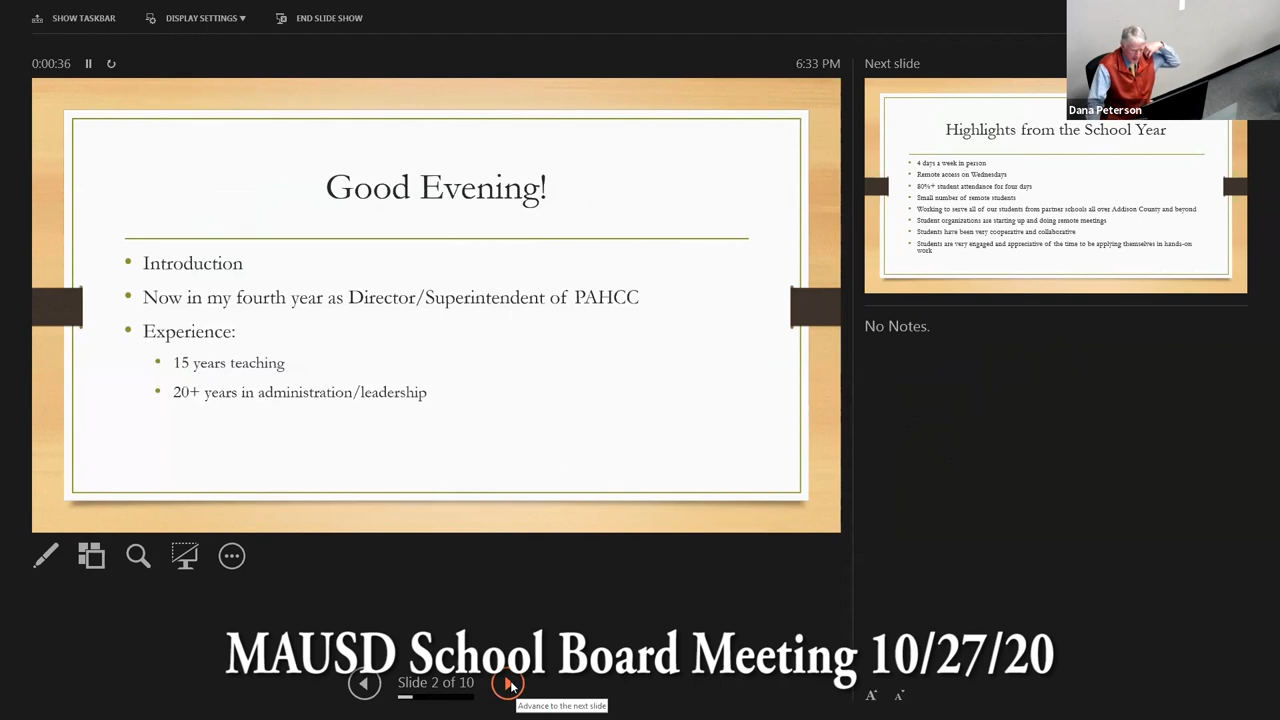 SHOW TASKBAR
DISPLAY SETTINGS ▾
END SLIDE SHOW
0:00:36
6:33 PM
Good Evening!
• Introduction
• Now in my fourth year as Director/Superintendent of PAHCC
• Experience:
• 15 years teaching
• 20+ years in administration/leadership
Next slide
Dana Peterson
Highlights from the School Year
• 4 days a week in person
• Remote access on Wednesdays
• 80%+ student attendance for four days
• Small number of remote students
• Working to serve all of our students from partner schools all over Addison County and beyond
• Student organizations are starting up and doing remote meetings
• Students have been very cooperative and collaborative
• Students are very engaged and appreciative of the time to be applying themselves in hands-on
work
No Notes.
MAUSD School Board Meeting 10/27/20
Slide 2 of 10
Advance to the next slide
A A